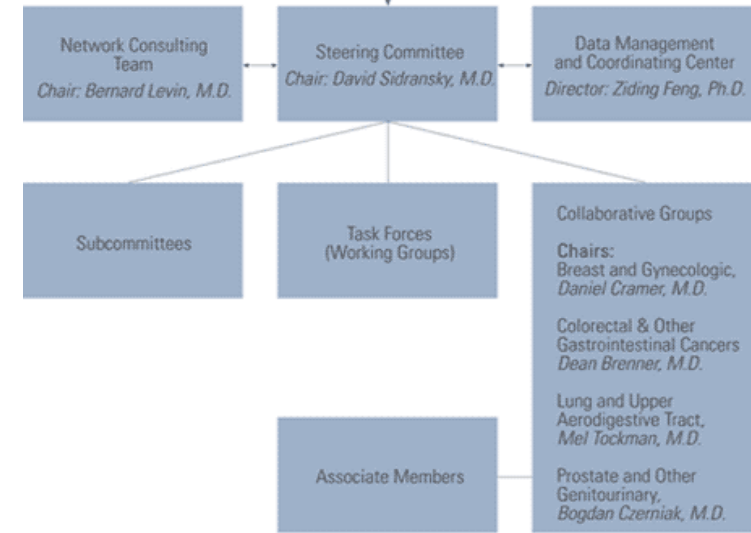 Network Consulting
Team
Chair: Bernard Levin, M.D.
Steering Committee
Chair: David Sidransky, M.D.
Data Management
and Coordinating Center
Director: Ziding Feng, Ph.D.
Subcommittees
Task Forces
(Working Groups)
Collaborative Groups
Chairs:
Breast and Gynecologic,
Daniel Cramer, M.D.
Colorectal & Other
Gastrointestinal Cancers
Dean Brenner, M.D.
Lung and Upper
Aerodigestive Tract,
Mel Tockman, M.D.
Prostate and Other
Genitourinary,
Bogdan Czerniak, M.D.
Associate Members